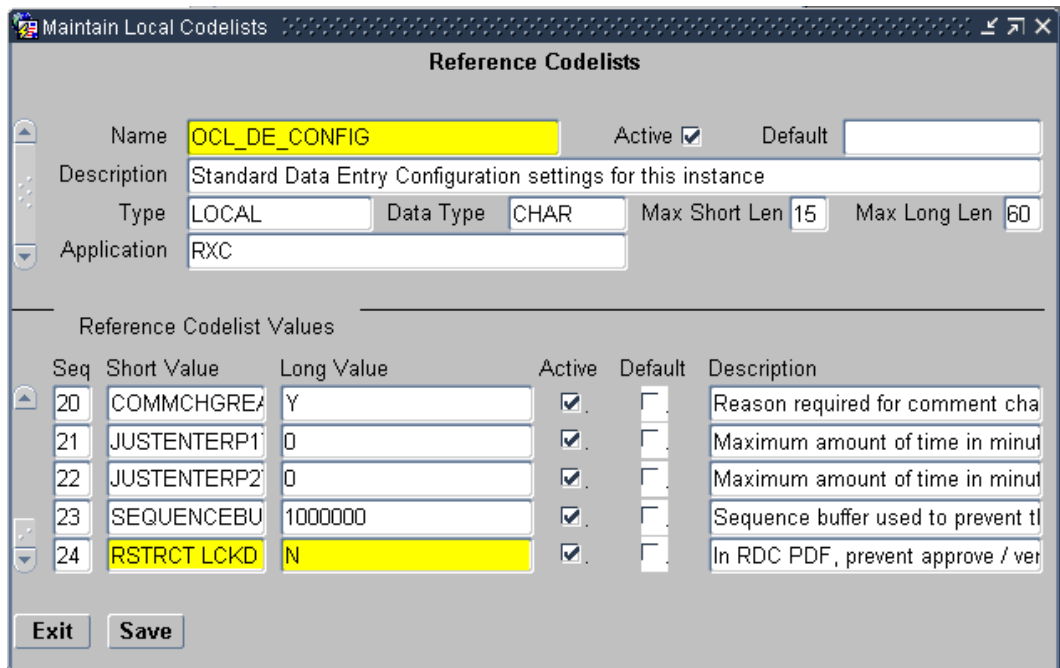 Maintain Local Codelists
Reference Codelists
Name OCL_DE_CONFIG Active Default
Description Standard Data Entry Configuration settings for this instance
Type LOCAL Data Type CHAR Max Short Len 15 Max Long Len 60
Application RXC
Reference Codelist Values
Seq Short Value Long Value Active Default Description
20 COMMCHGREA Y Reason required for comment cha
21 JUSTENTERP1 0 Maximum amount of time in minut
22 JUSTENTERP2 0 Maximum amount of time in minut
23 SEQUENCEBU 1000000 Sequence buffer used to prevent tl
24 RSTRCT LCKD N In RDC PDF, prevent approve / ver
Exit Save